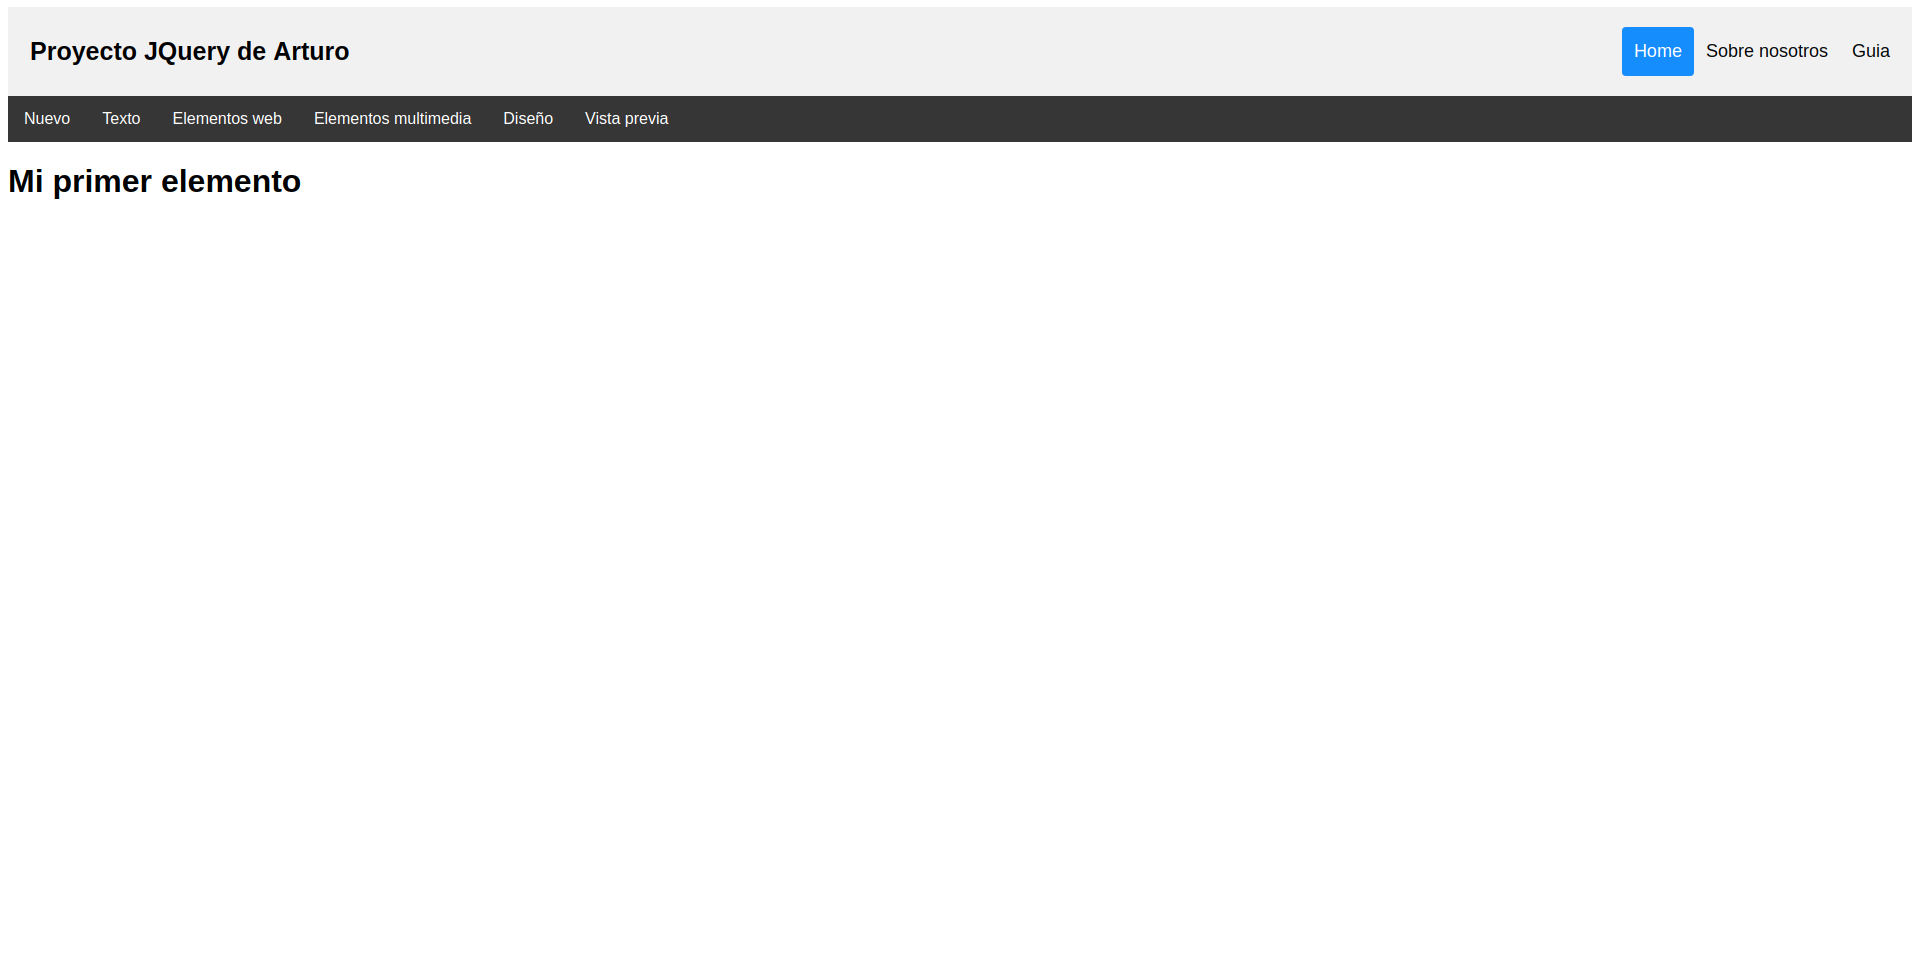 Proyecto JQuery de Arturo Home Sobre nosotros Guia
Nuevo Texto Elementos web Elementos multimedia Diseño Vista previa
Mi primer elemento